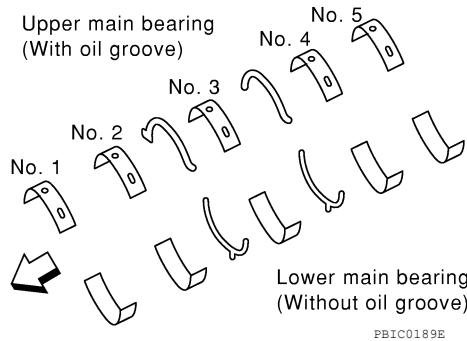 Upper main bearing
(With oil groove)
No. 5
No. 4
No. 3
No. 2
No. 1
Lower main bearing
(Without oil groove)
PBIC0189E